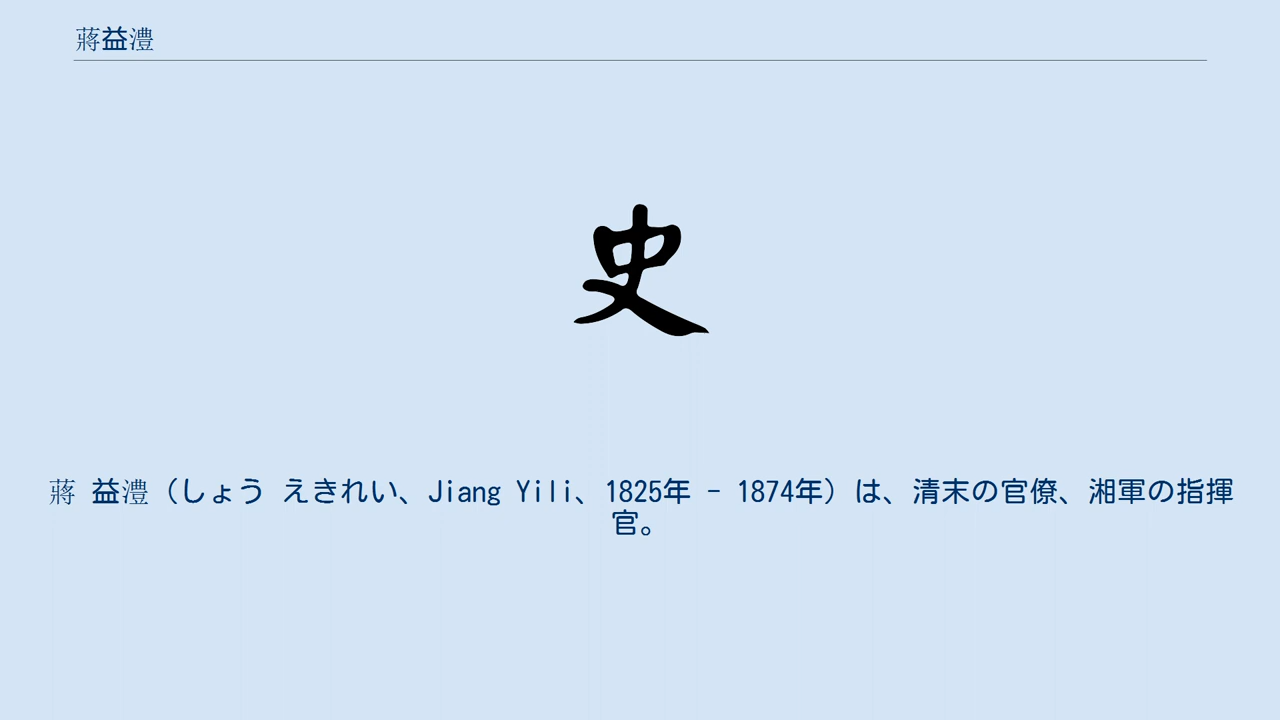 蔣益澧
史
蔣 益澧（しょう えきれい、Jiang Yili、1825年 - 1874年）は、清末の官僚、湘軍の指揮
官。